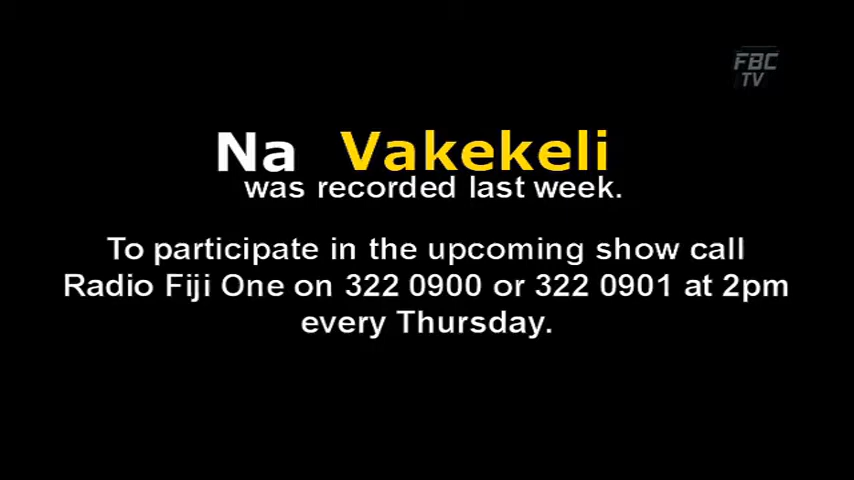 FBC
TV
Na Vakekeli
was recorded last week.
To participate in the upcoming show call
Radio Fiji One on 322 0900 or 322 0901 at 2pm
every Thursday.